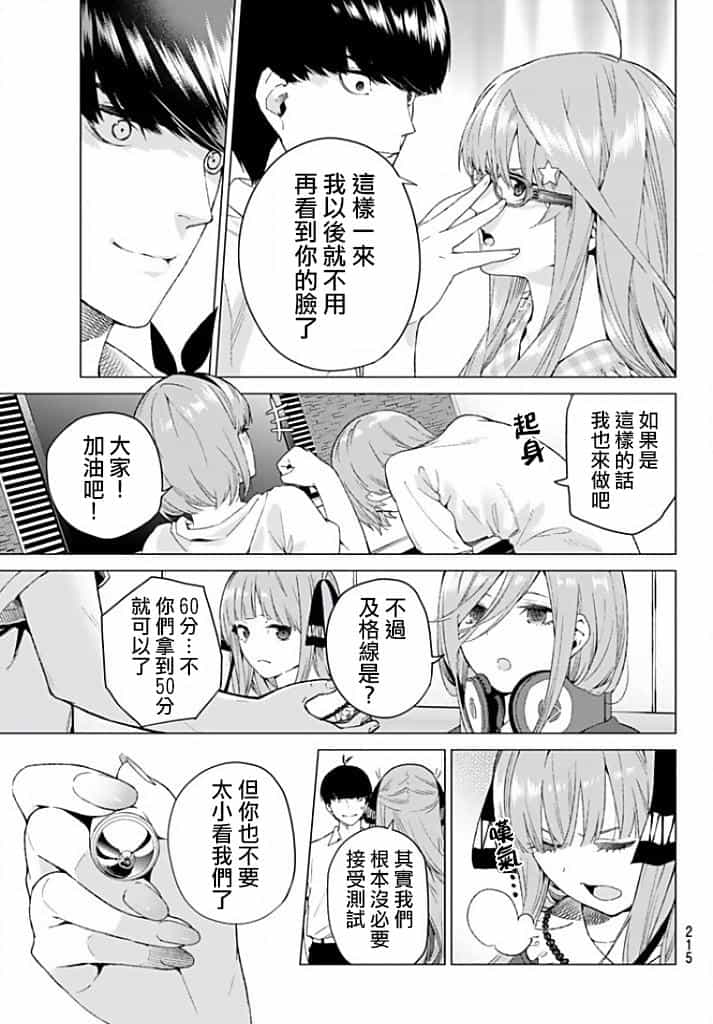 這樣一來
我以後就不用
再看到你的臉了
如果是
這樣的話
我也來做吧
起身
大家！
加油吧！
不過
及格線是？
60分…不
你們拿到50分
就可以了
嘆氣…
其實我們
根本沒必要
接受測試
但你也不要
太小看我們了
215